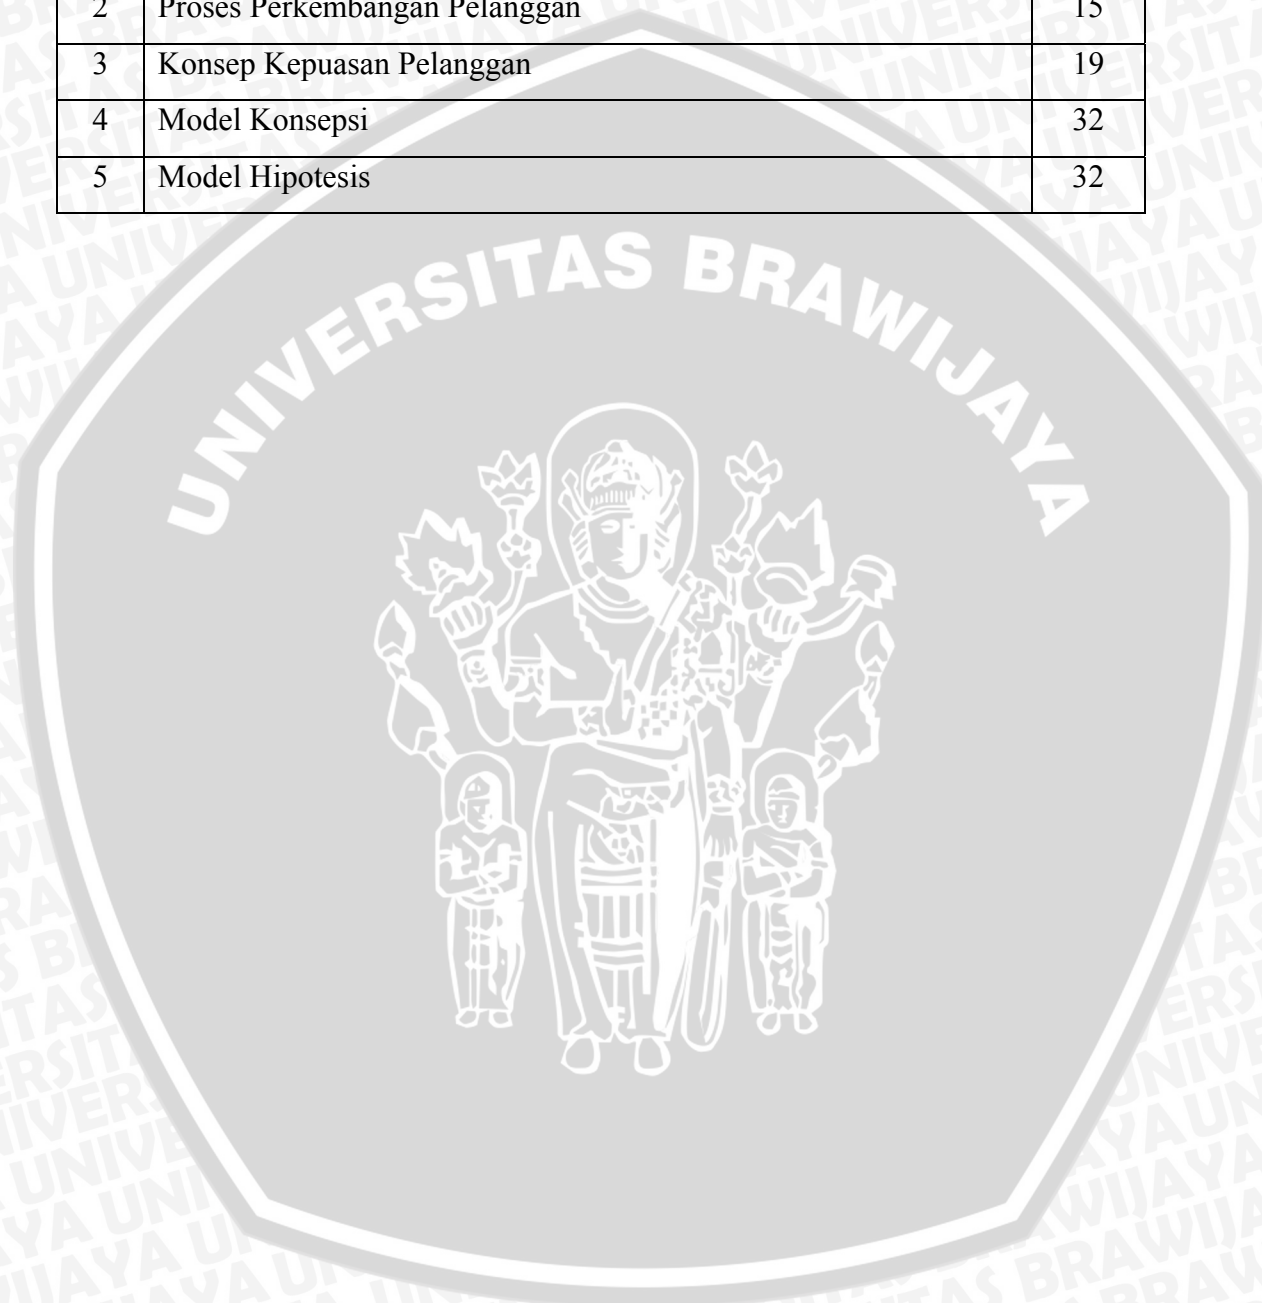 2 Proses Perkembangan Pelanggan 15
3 Konsep Kepuasan Pelanggan 19
4 Model Konsepsi 32
5 Model Hipotesis 32
UNIVERSITAS BRAWIJAYA